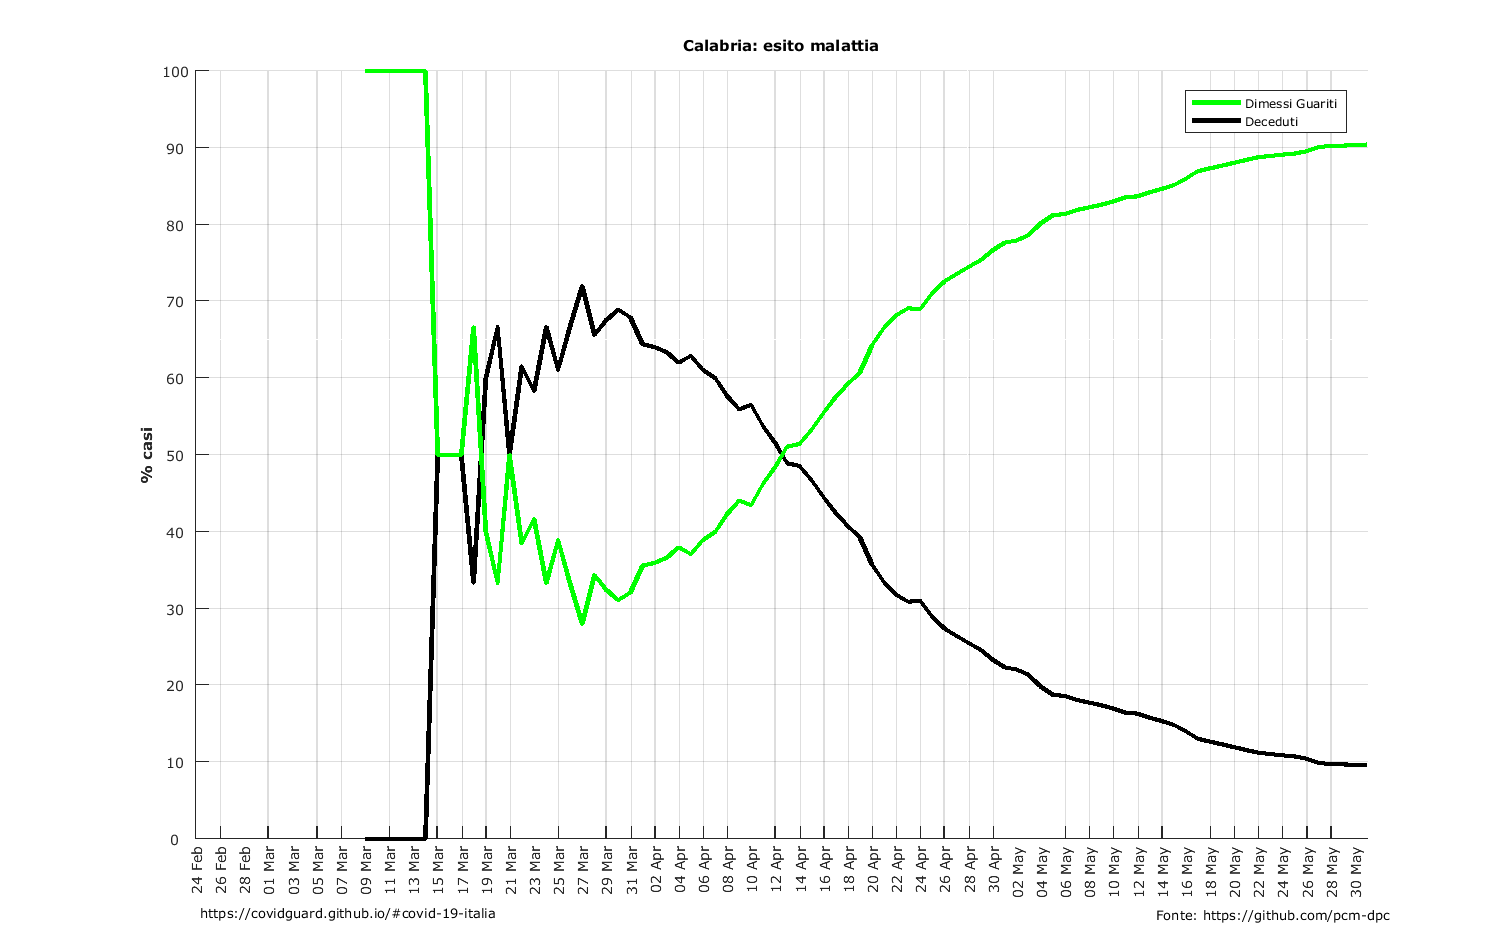 Calabria: esito malattia
100
90
80
70
60
50
40
30
20
10
0
% casi
Dimessi Guariti
Deceduti
24 Feb
26 Feb
28 Feb
01 Mar
03 Mar
05 Mar
07 Mar
09 Mar
11 Mar
13 Mar
15 Mar
17 Mar
19 Mar
21 Mar
23 Mar
25 Mar
27 Mar
29 Mar
31 Mar
02 Apr
04 Apr
06 Apr
08 Apr
10 Apr
12 Apr
14 Apr
16 Apr
18 Apr
20 Apr
22 Apr
24 Apr
26 Apr
28 Apr
30 Apr
02 May
04 May
06 May
08 May
10 May
12 May
14 May
16 May
18 May
20 May
22 May
24 May
26 May
28 May
30 May
https://covidguard.github.io/#covid-19-italia
Fonte: https://github.com/pcm-dpc